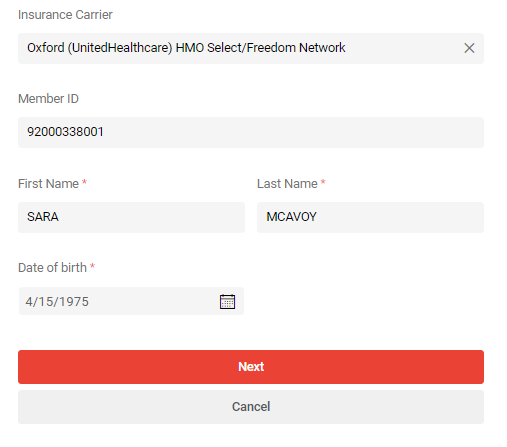 Insurance Carrier
Oxford (UnitedHealthcare) HMO Select/Freedom Network
Member ID
92000338001
First Name * Last Name *
SARA MCAVOY
Date of birth *
4/15/1975
Next
Cancel